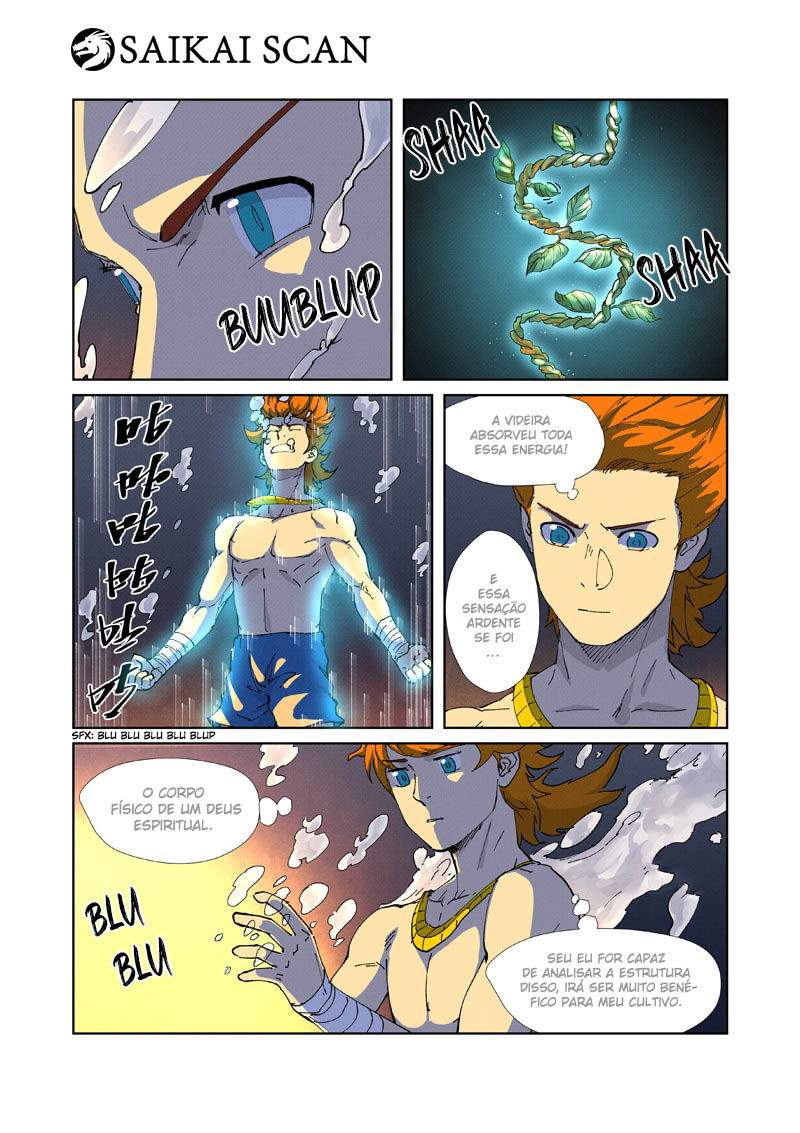 SAIKAI SCAN
BUUBLUP
SHAA
SHAA
A VIDEIRA
ABSORVEU TODA
ESSA ENERGIA!
E
ESSA
SENSAÇÃO
ARDENTE
SE FOI
...
SFX: BLU BLU BLU BLU BLUP
O CORPO
FÍSICO DE UM DEUS
ESPIRITUAL.
BLU
BLU
SEU EU FOR CAPAZ
DE ANALISAR A ESTRUTURA
DISSO, IRÁ SER MUITO BENÉ-
FICO PARA MEU CULTIVO.